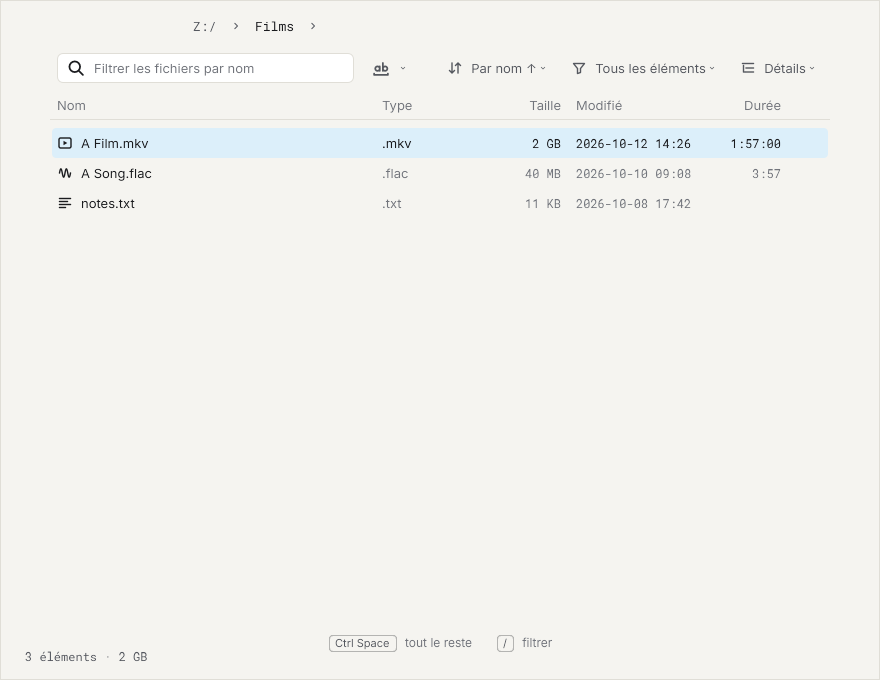 Z:/ › Films ›
Filtrer les fichiers par nom ab Par nom ↑ Tous les éléments Détails
Nom Type Taille Modifié Durée
A Film.mkv .mkv 2 GB 2026-10-12 14:26 1:57:00
A Song.flac .flac 40 MB 2026-10-10 09:08 3:57
notes.txt .txt 11 KB 2026-10-08 17:42
Ctrl Space tout le reste / filtrer
3 éléments · 2 GB